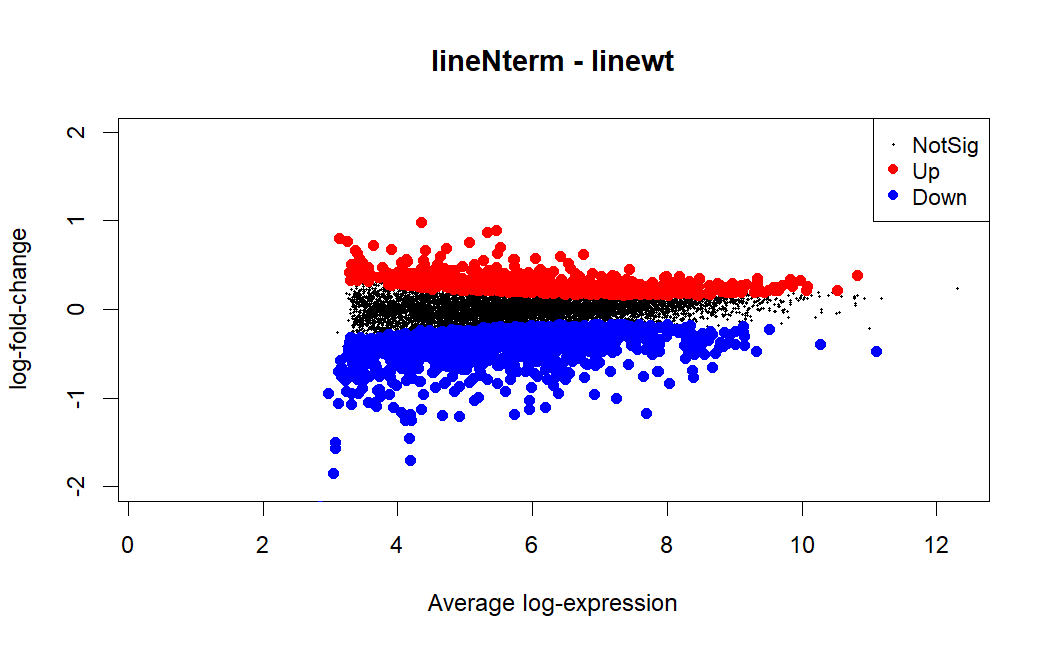 lineNterm - linewt
NotSig
Up
Down
log-fold-change
2
1
0
-1
-2
0 2 4 6 8 10 12
Average log-expression